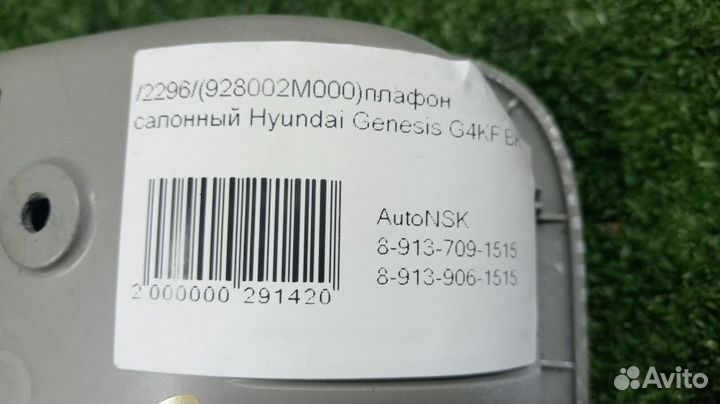 /2296/(928002M000)плафон
салонный Hyundai Genesis G4KF BK
AutoNSK
8-913-709-1515,
8-913-906-1515
2 000000 291420
Avito